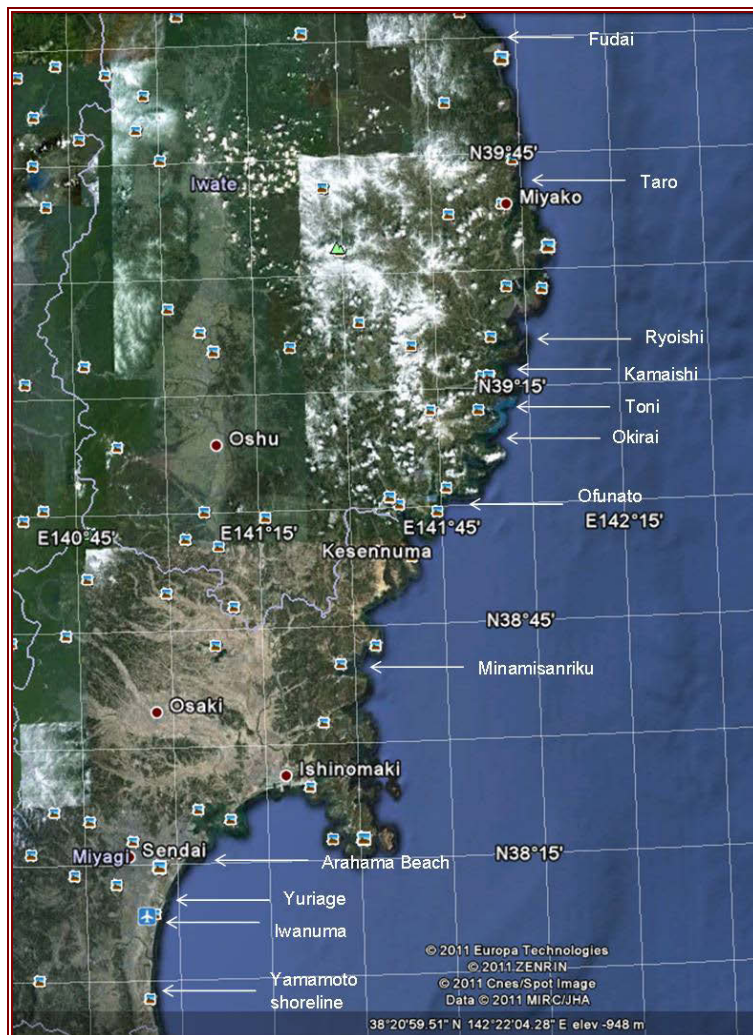 Fudai
N39°45'
Iwate
Taro
Miyako
Ryoishi
Kamaishi
N39°15'
Toni
Okirai
Oshu
Ofunato
E140°45'
E141°15'
E141°45'
E142°15'
Kesennuma
N38°45'
Minamisanriku
Osaki
Ishinomaki
Miyagi
Sendai
N38°15'
Arahama Beach
Yuriage
Iwanuma
© 2011 Europa Technologies
© 2011 ZENRIN
© 2011 Cnes/Spot Image
Data © 2011 MIRC/JHA
Yamamoto
shoreline
38°20'59.51" N 142°22'04.28" E elev -948 m